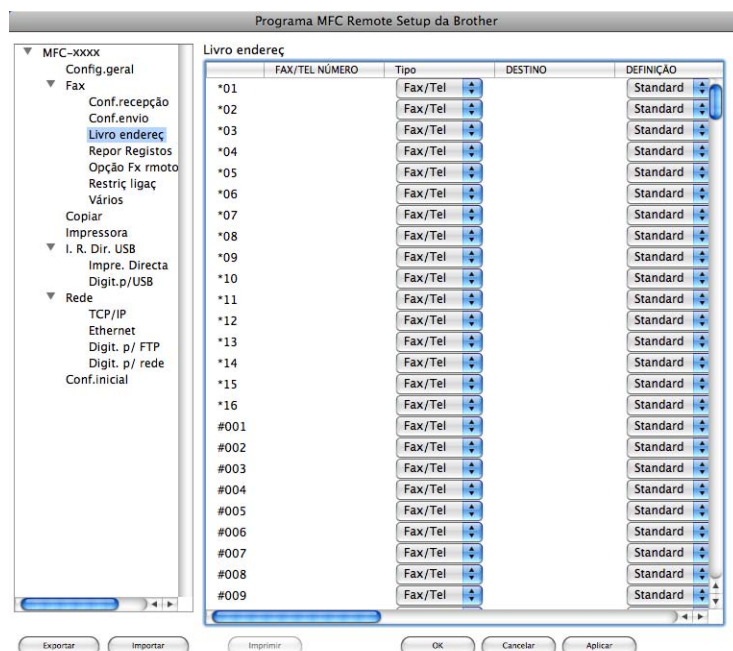 Programa MFC Remote Setup da Brother
MFC-XXXX
Config.geral
Fax
Conf.recepção
Conf.envio
Livro endereç
Repor Registos
Opção Fx rmoto
Restriç ligaç
Vários
Copiar
Impressora
I. R. Dir. USB
Impre. Directa
Digit.p/USB
Rede
TCP/IP
Ethernet
Digit. p/ FTP
Digit. p/ rede
Conf.inicial
Livro endereç
FAX/TEL NÚMERO Tipo DESTINO DEFINIÇÃO
*01 Fax/Tel Standard
*02 Fax/Tel Standard
*03 Fax/Tel Standard
*04 Fax/Tel Standard
*05 Fax/Tel Standard
*06 Fax/Tel Standard
*07 Fax/Tel Standard
*08 Fax/Tel Standard
*09 Fax/Tel Standard
*10 Fax/Tel Standard
*11 Fax/Tel Standard
*12 Fax/Tel Standard
*13 Fax/Tel Standard
*14 Fax/Tel Standard
*15 Fax/Tel Standard
*16 Fax/Tel Standard
#001 Fax/Tel Standard
#002 Fax/Tel Standard
#003 Fax/Tel Standard
#004 Fax/Tel Standard
#005 Fax/Tel Standard
#006 Fax/Tel Standard
#007 Fax/Tel Standard
#008 Fax/Tel Standard
#009 Fax/Tel Standard
Exportar Importar Imprimir OK Cancelar Aplicar